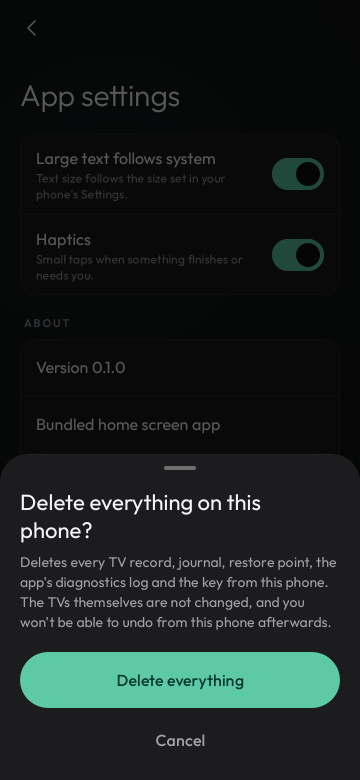 App settings
Large text follows system
Text size follows the size set in your
phone's Settings.
Haptics
Small taps when something finishes or
needs you.
ABOUT
Version 0.1.0
Bundled home screen app
Delete everything on this
phone?
Deletes every TV record, journal, restore point, the
app's diagnostics log and the key from this phone.
The TVs themselves are not changed, and you
won't be able to undo from this phone afterwards.
Delete everything
Cancel